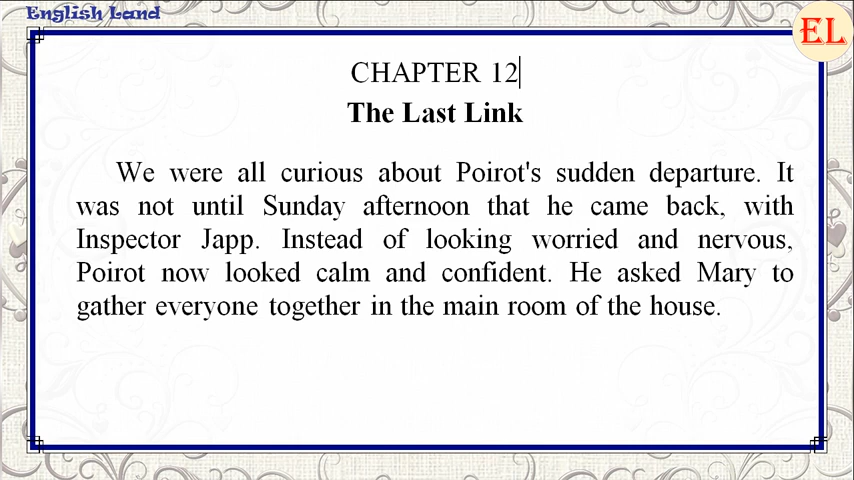 English Land
EL
CHAPTER 12
The Last Link
We were all curious about Poirot's sudden departure. It
was not until Sunday afternoon that he came back, with
Inspector Japp. Instead of looking worried and nervous,
Poirot now looked calm and confident. He asked Mary to
gather everyone together in the main room of the house.